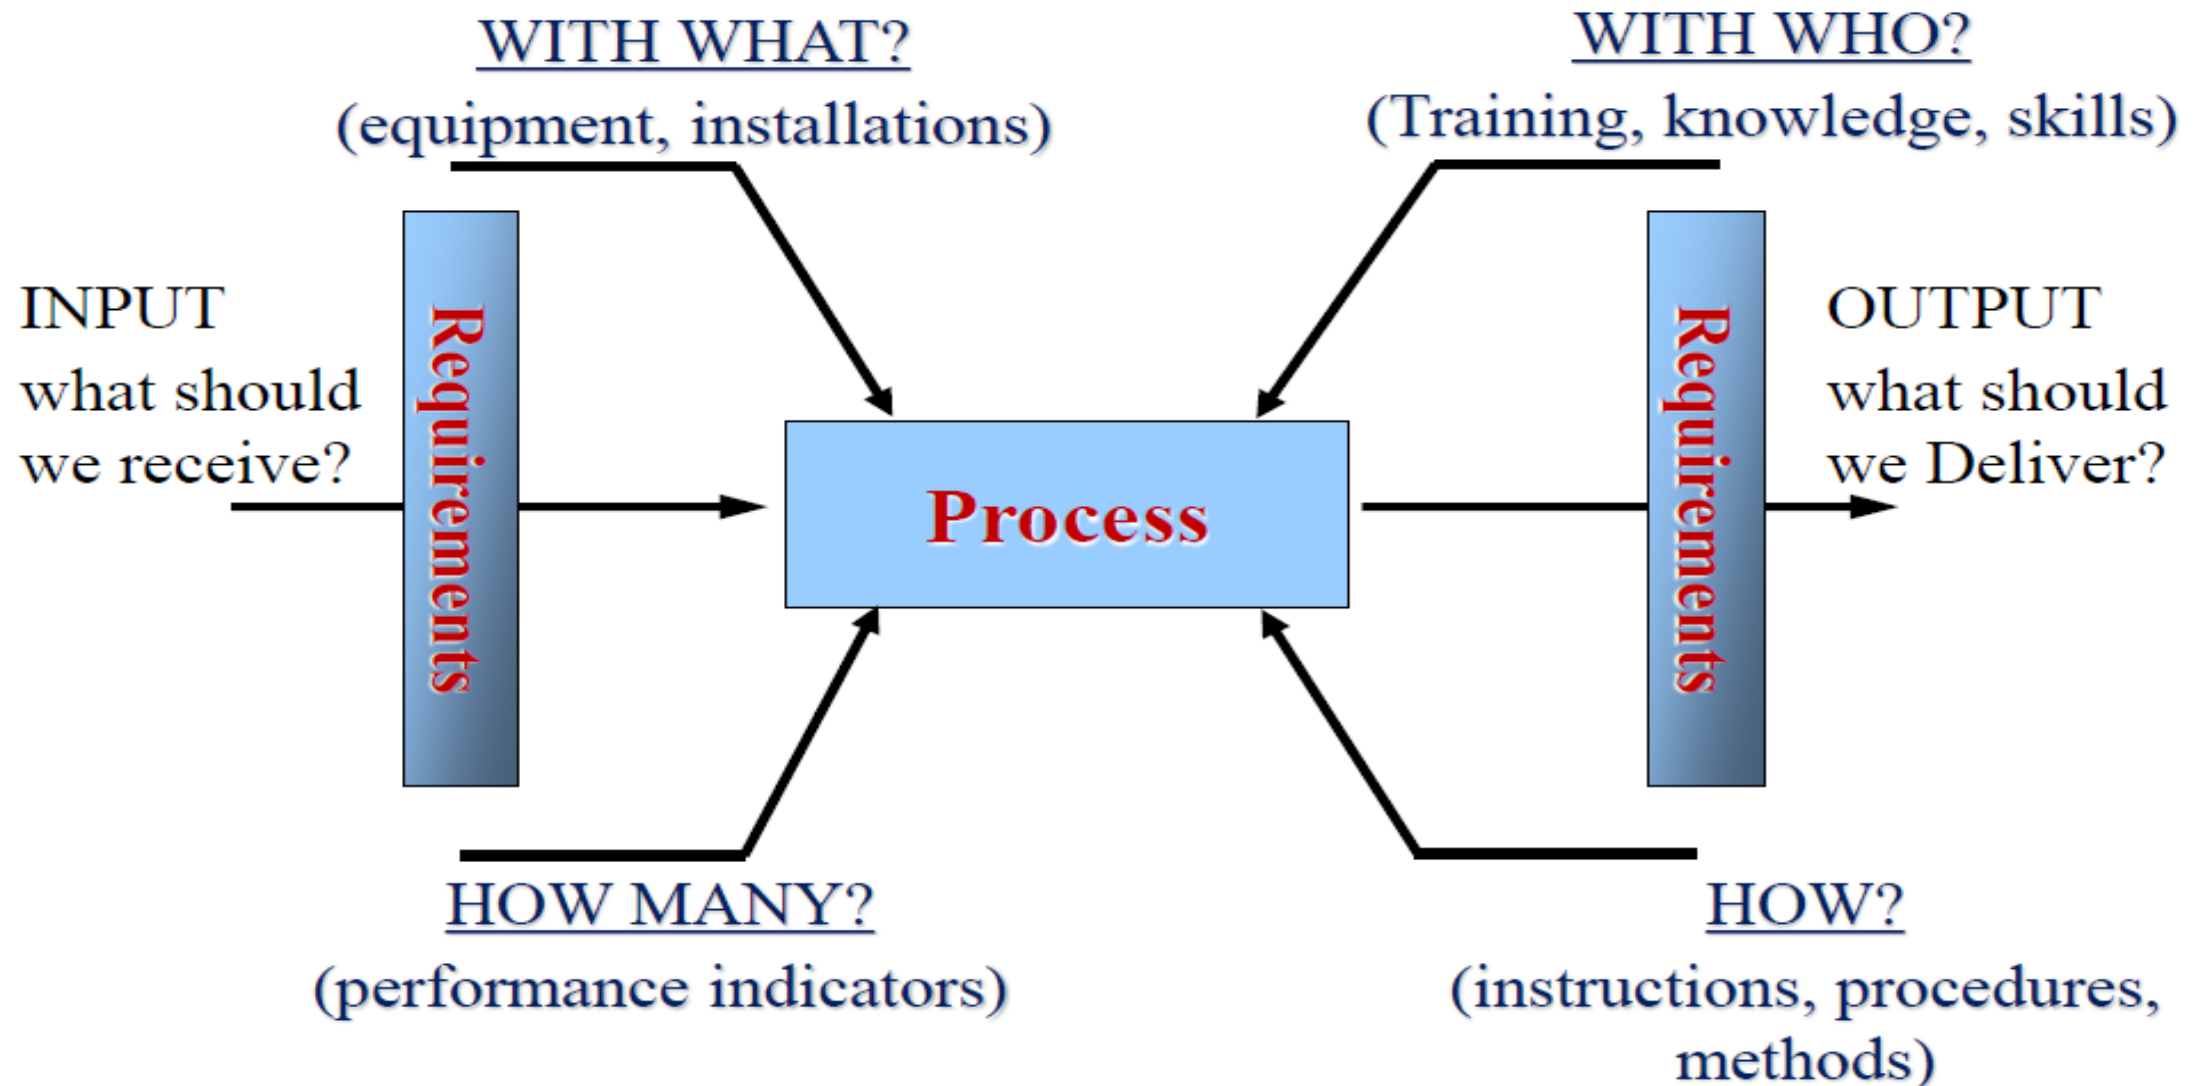 WITH WHAT?
(equipment, installations)
WITH WHO?
(Training, knowledge, skills)
INPUT
what should
we receive?
Requirements
Process
Requirements
OUTPUT
what should
we Deliver?
HOW MANY?
(performance indicators)
HOW?
(instructions, procedures,
methods)